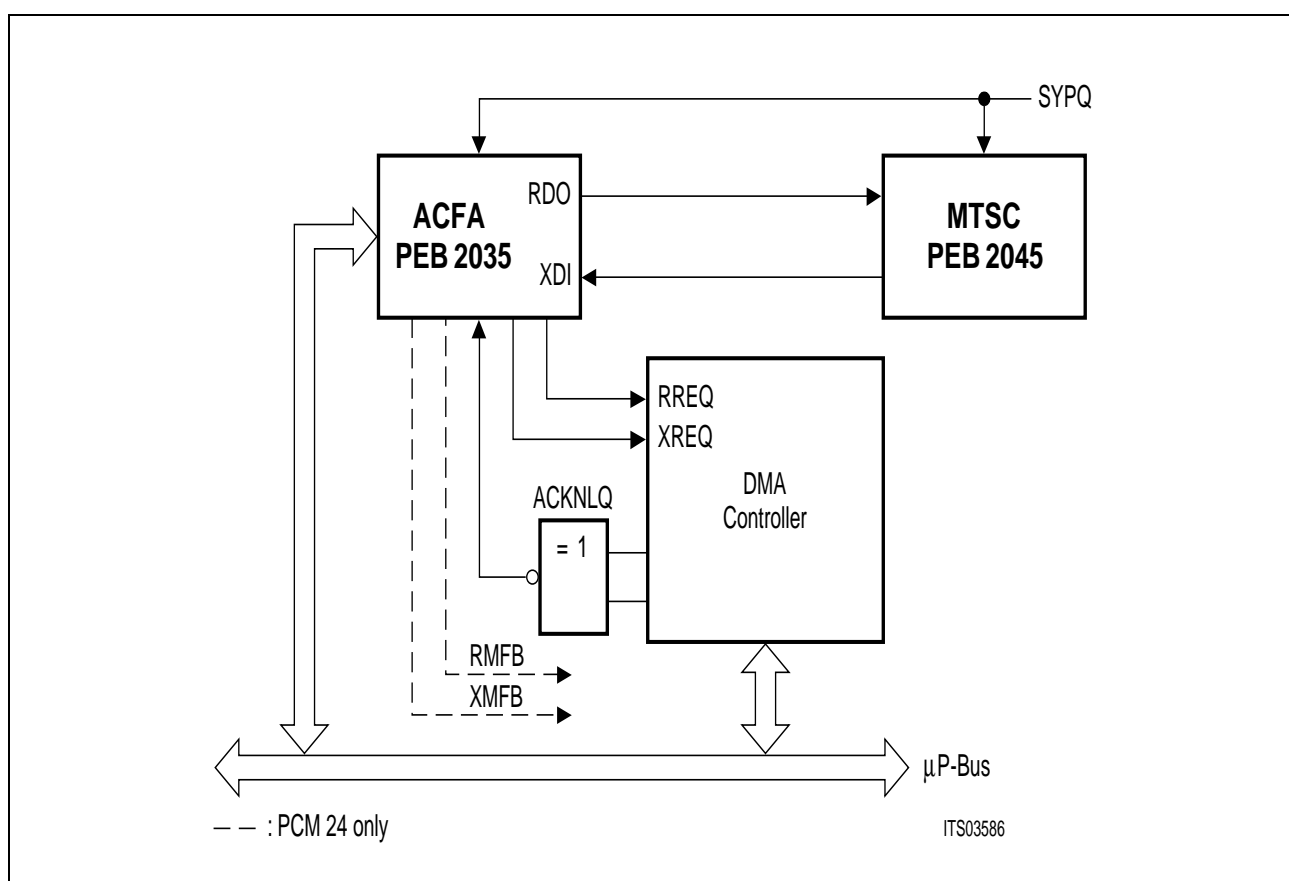 SYPQ
ACFA
PEB 2035
RDO
XDI
MTSC
PEB 2045
RREQ
XREQ
DMA
Controller
ACKNLQ
= 1
RMFB
XMFB
µP-Bus
— — : PCM 24 only
ITS03586